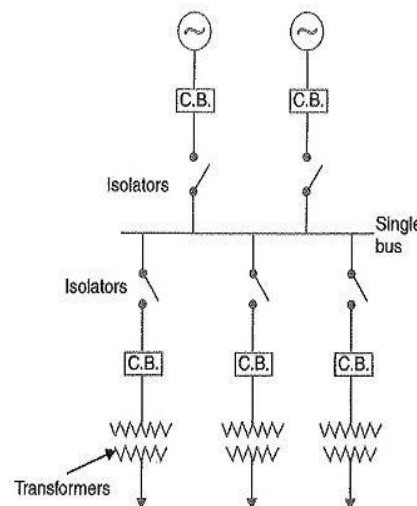 C.B.
C.B.
Isolators
Single
bus
Isolators
C.B.
C.B.
C.B.
Transformers